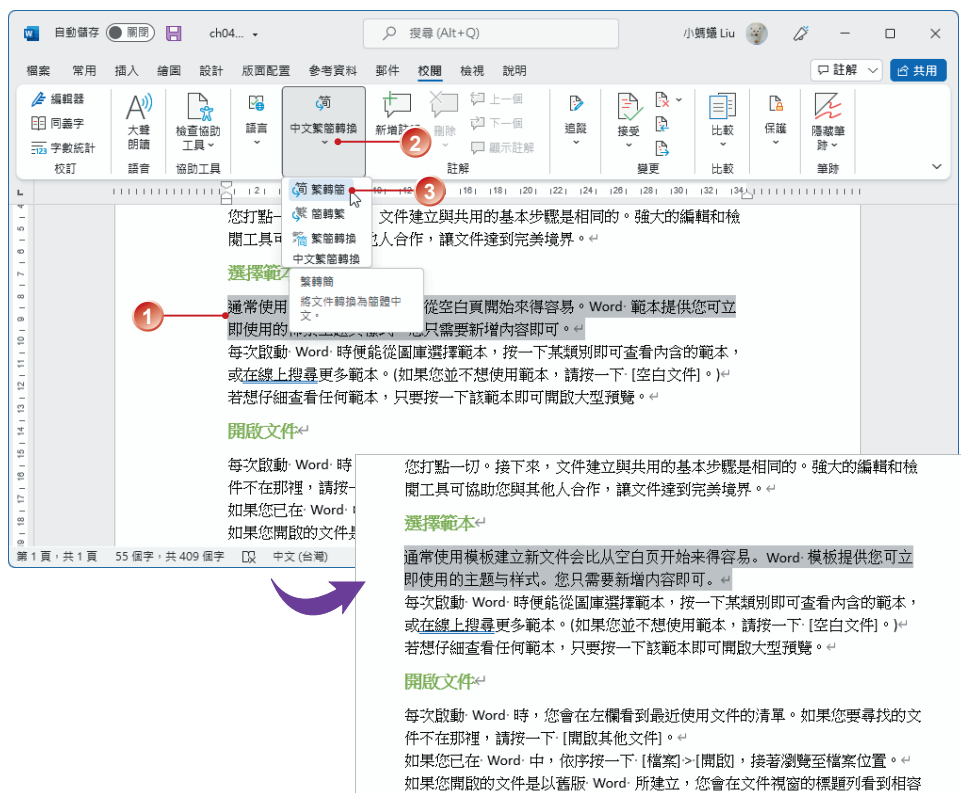 自動儲存 關閉 ch04... 搜尋 (Alt+Q) 小螞蟻 Liu
檔案 常用 插入 繪圖 設計 版面配置 參考資料 郵件 校閱 檢視 說明 註解 共用
編輯器
同義字
字數統計
校訂
大聲
朗讀
語音
檢查協助
工具
協助工具
語言
中文繁簡轉換
2
新增註
刪除
上一個
下一個
顯示註解
註解
追蹤
接受
變更
比較
比較
保護
隱藏筆
跡
筆跡
繁轉簡
3
簡轉繁
繁簡轉換
中文繁簡轉換
繁轉簡
將文件轉換為簡體中
文。
|2| |16| |18| |20| |22| |24| |26| |28| |30| |32| |34
您打點一 文件建立與共用的基本步驟是相同的。強大的編輯和檢
閱工具可 他人合作，讓文件達到完美境界。
選擇範
1
通常使用 從空白頁開始來得容易。Word 範本提供您可立
即使用的 您只需要新增內容即可。
每次啟動 Word 時便能從圖庫選擇範本，按一下某類別即可查看內含的範本，
或在線上搜尋更多範本。(如果您並不想使用範本，請按一下 [空白文件]。)
若想仔細查看任何範本，只要按一下該範本即可開啟大型預覽。
開啟文件
每次啟動 Word 時
件不在那裡，請按一
如果您已在 Word
如果您開啟的文件是
第 1 頁，共 1 頁 55 個字，共 409 個字 中文 (台灣)
您打點一切。接下來，文件建立與共用的基本步驟是相同的。強大的編輯和檢
閱工具可協助您與其他人合作，讓文件達到完美境界。
選擇範本
通常使用模板建立新文件会比从空白页开始来得容易。Word 模板提供您可立
即使用的主题与样式。您只需要新增内容即可。
每次啟動 Word 時便能從圖庫選擇範本，按一下某類別即可查看內含的範本，
或在線上搜尋更多範本。(如果您並不想使用範本，請按一下 [空白文件]。)
若想仔細查看任何範本，只要按一下該範本即可開啟大型預覽。
開啟文件
每次啟動 Word 時，您會在左欄看到最近使用文件的清單。如果您要尋找的文
件不在那裡，請按一下 [開啟其他文件]。
如果您已在 Word 中，依序按一下 [檔案]>[開啟]，接著瀏覽至檔案位置。
如果您開啟的文件是以舊版 Word 所建立，您會在文件視窗的標題列看到相容